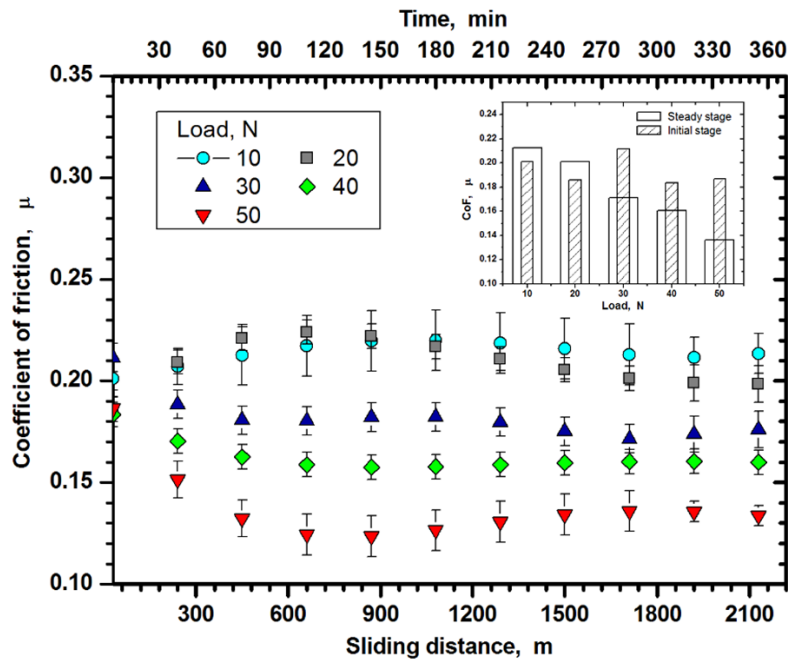 Time, min
30 60 90 120 150 180 210 240 270 300 330 360
0.35
0.30
0.25
0.20
0.15
0.10
Coefficient of friction, μ
Load, N
10 20
30 40
50
0.24
0.22
0.20
0.18
0.16
0.14
0.12
0.10
CoF, μ
Steady stage
Initial stage
10 20 30 40 50
Load, N
300 600 900 1200 1500 1800 2100
Sliding distance, m